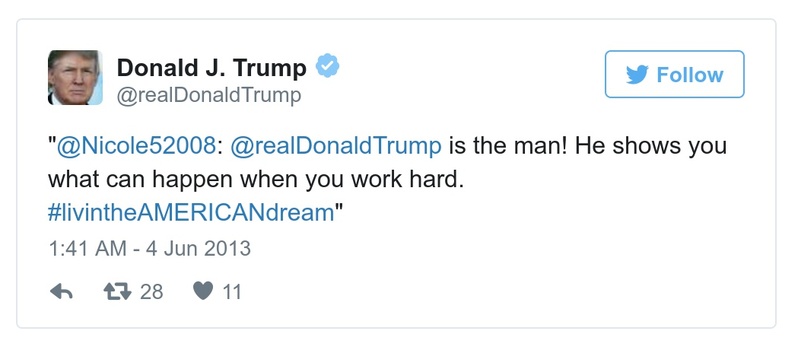 Donald J. Trump
Follow
@realDonaldTrump
"@Nicole52008: @realDonaldTrump is the man! He shows you
what can happen when you work hard.
#livintheAMERICANdream"
1:41 AM - 4 Jun 2013
28 11